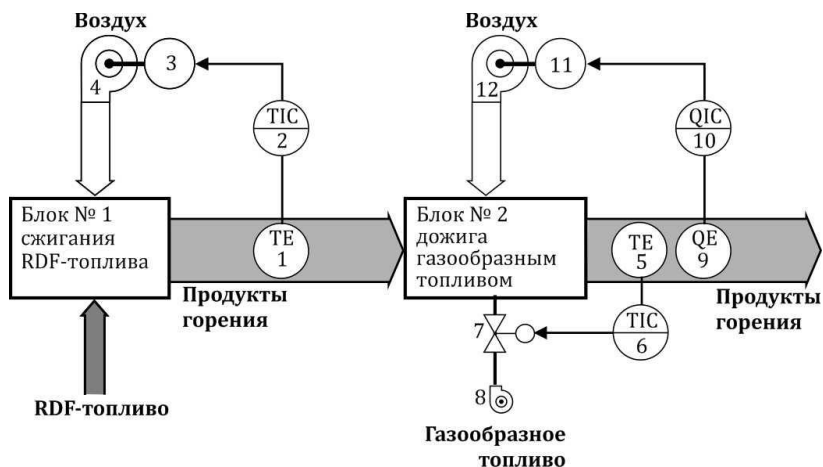 Воздух
3
4
TIC
2
Блок № 1
сжигания
RDF-топлива
TE
1
Продукты
горения
RDF-топливо
Воздух
11
12
QIC
10
Блок № 2
дожига
газообразным
топливом
TE
5
QE
9
Продукты
горения
7
TIC
6
8
Газообразное
топливо